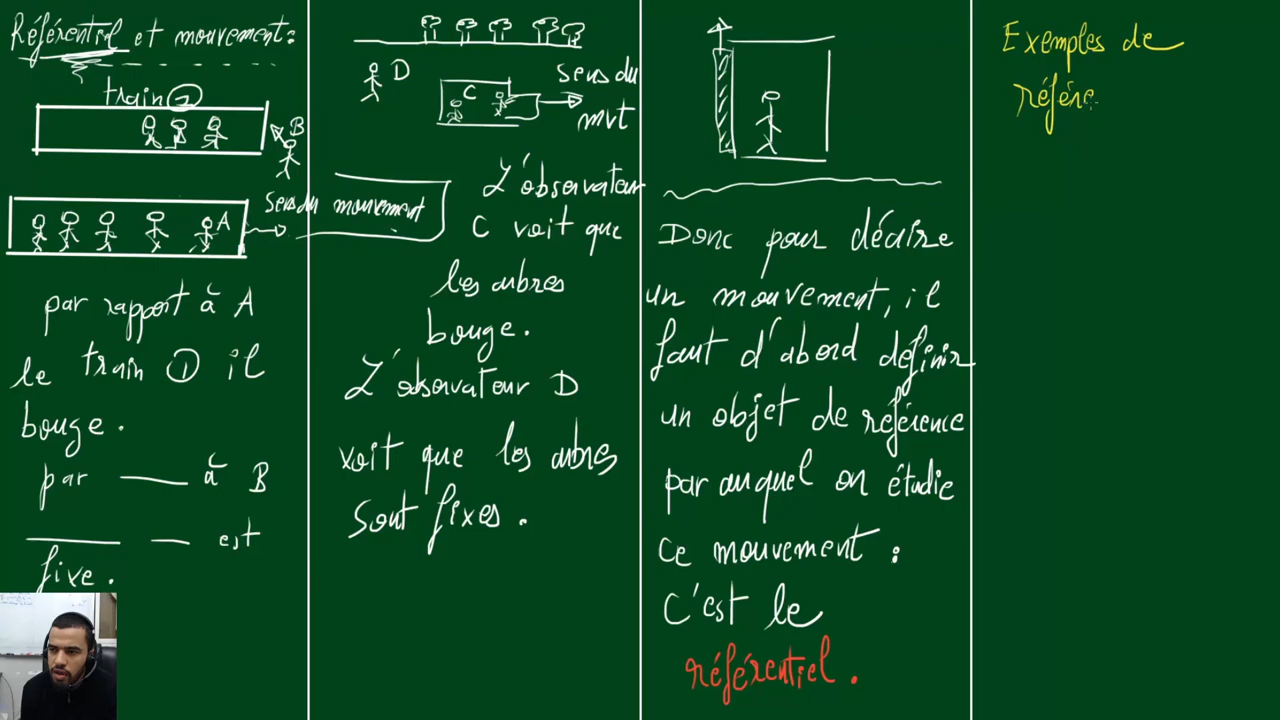 Référentiel et mouvement:
train 2
B
A
Sens du mouvement
par rapport à A
le train 1 il
bouge.
par —— à B
—— — est
fixe.
D
C
Sens du
mvt
L'observateur
C voit que
les arbres
bouge.
L'observateur D
voit que les arbres
sont fixes.
Donc pour décrire
un mouvement, il
faut d'abord définir
un objet de référence
par auquel on étudie
ce mouvement :
C'est le
référentiel.
Exemples de
référe